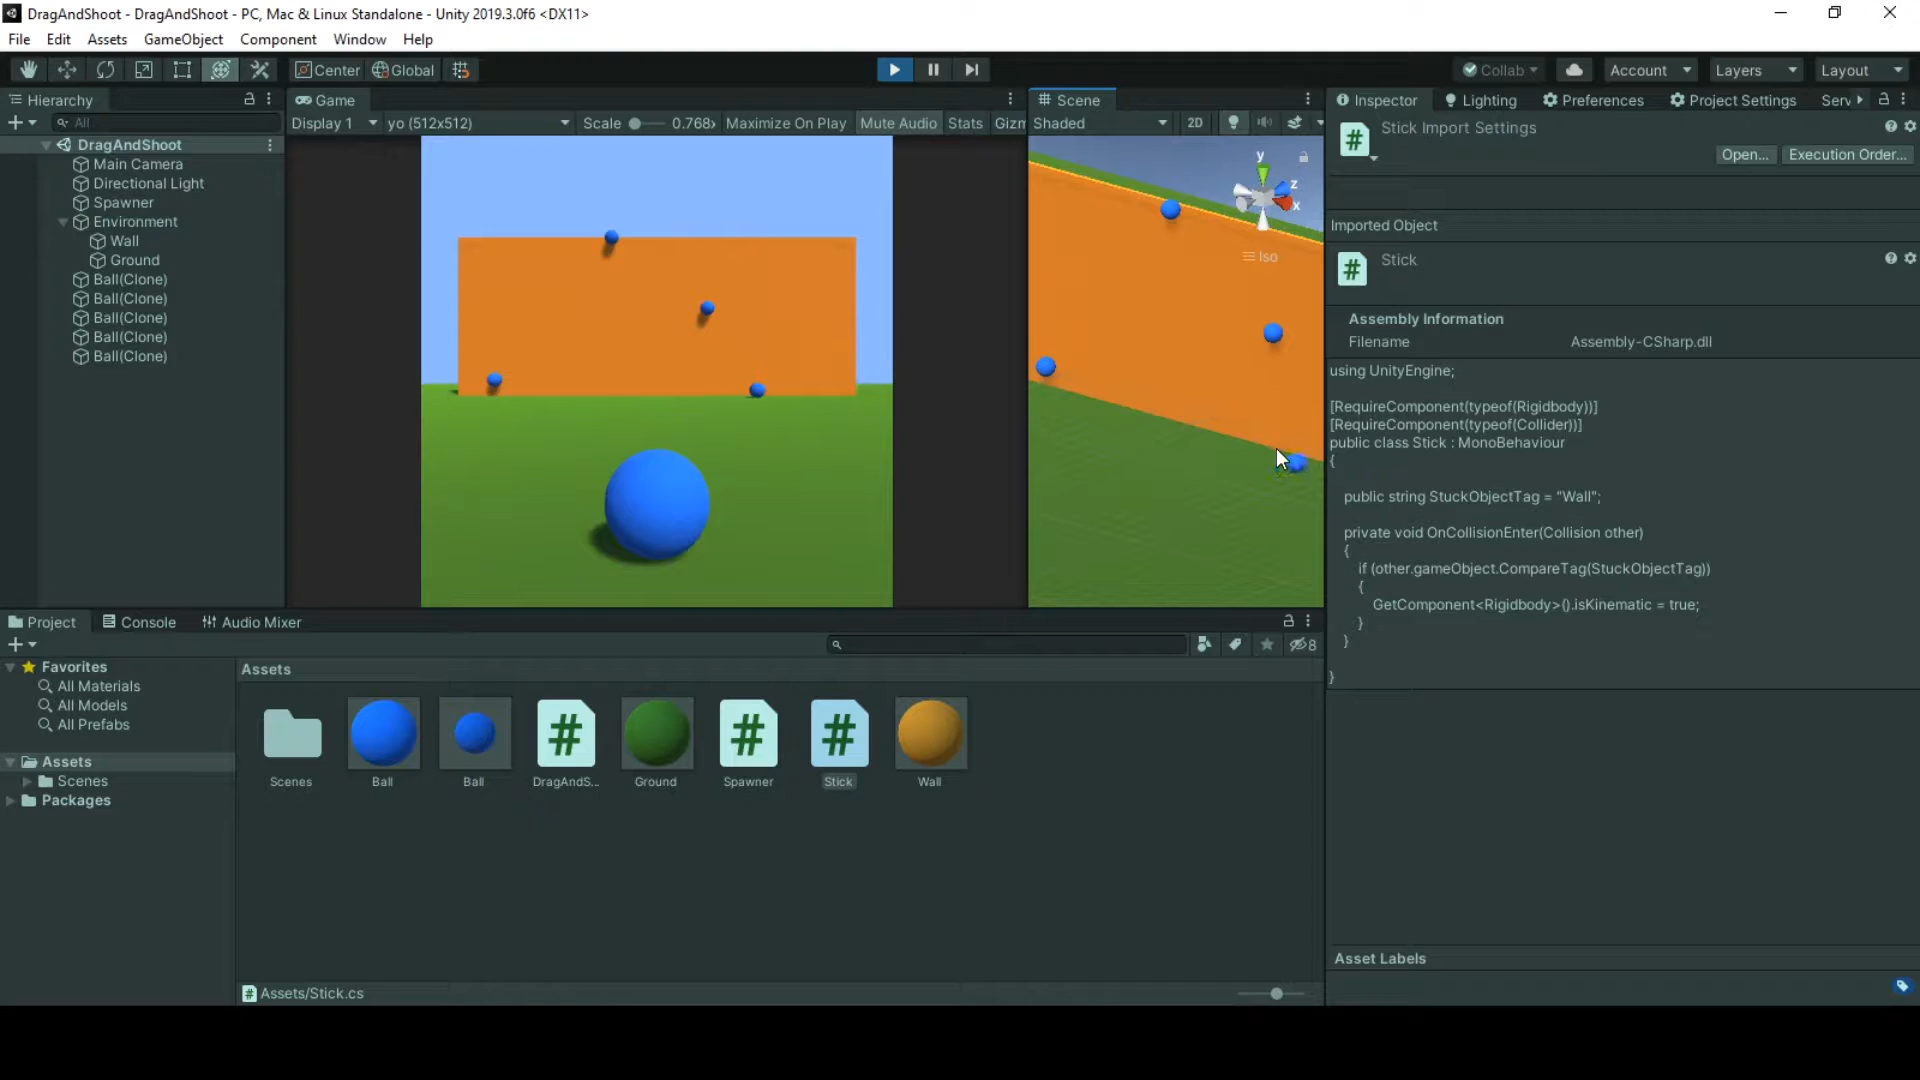 DragAndShoot - DragAndShoot - PC, Mac & Linux Standalone - Unity 2019.3.0f6 <DX11>
File Edit Assets GameObject Component Window Help
Center Global Collab Account Layers Layout
Hierarchy
All
DragAndShoot
Main Camera
Directional Light
Spawner
Environment
Wall
Ground
Ball(Clone)
Ball(Clone)
Ball(Clone)
Ball(Clone)
Ball(Clone)
Game
Display 1 yo (512x512) Scale 0.768x Maximize On Play Mute Audio Stats Gizm
Scene
Shaded 2D
y
z
x
Iso
Inspector Lighting Preferences Project Settings Serv
Stick Import Settings
Open... Execution Order...
Imported Object
Stick
Assembly Information
Filename Assembly-CSharp.dll
using UnityEngine;
[RequireComponent(typeof(Rigidbody))]
[RequireComponent(typeof(Collider))]
public class Stick : MonoBehaviour
{
public string StuckObjectTag = "Wall";
private void OnCollisionEnter(Collision other)
{
if (other.gameObject.CompareTag(StuckObjectTag))
{
GetComponent<Rigidbody>().isKinematic = true;
}
}
}
Asset Labels
Project Console Audio Mixer
8
Favorites
All Materials
All Models
All Prefabs
Assets
Scenes
Packages
Assets
Scenes Ball Ball DragAndS... Ground Spawner Stick Wall
Assets/Stick.cs